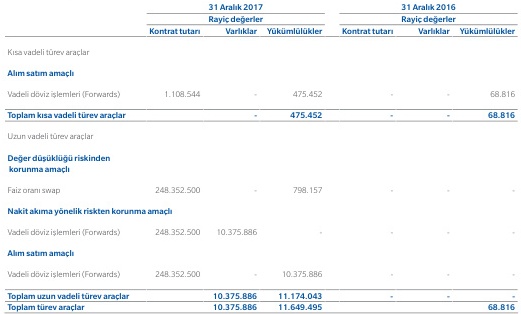 31 Aralık 2017 31 Aralık 2016
Rayiç değerler Rayiç değerler
Kontrat tutarı Varlıklar Yükümlülükler Kontrat tutarı Varlıklar Yükümlülükler
Kısa vadeli türev araçlar
Alım satım amaçlı
Vadeli döviz işlemleri (Forwards) 1.108.544 - 475.452 - - 68.816
Toplam kısa vadeli türev araçlar - 475.452 - 68.816
Uzun vadeli türev araçlar
Değer düşüklüğü riskinden
korunma amaçlı
Faiz oranı swap 248.352.500 - 798.157 - - -
Nakit akıma yönelik riskten korunma amaçlı
Vadeli döviz işlemleri (Forwards) 248.352.500 10.375.886 - - - -
Alım satım amaçlı
Vadeli döviz işlemleri (Forwards) 248.352.500 - 10.375.886 - - -
Toplam uzun vadeli türev araçlar 10.375.886 11.174.043 - - -
Toplam türev araçlar 10.375.886 11.649.495 68.816